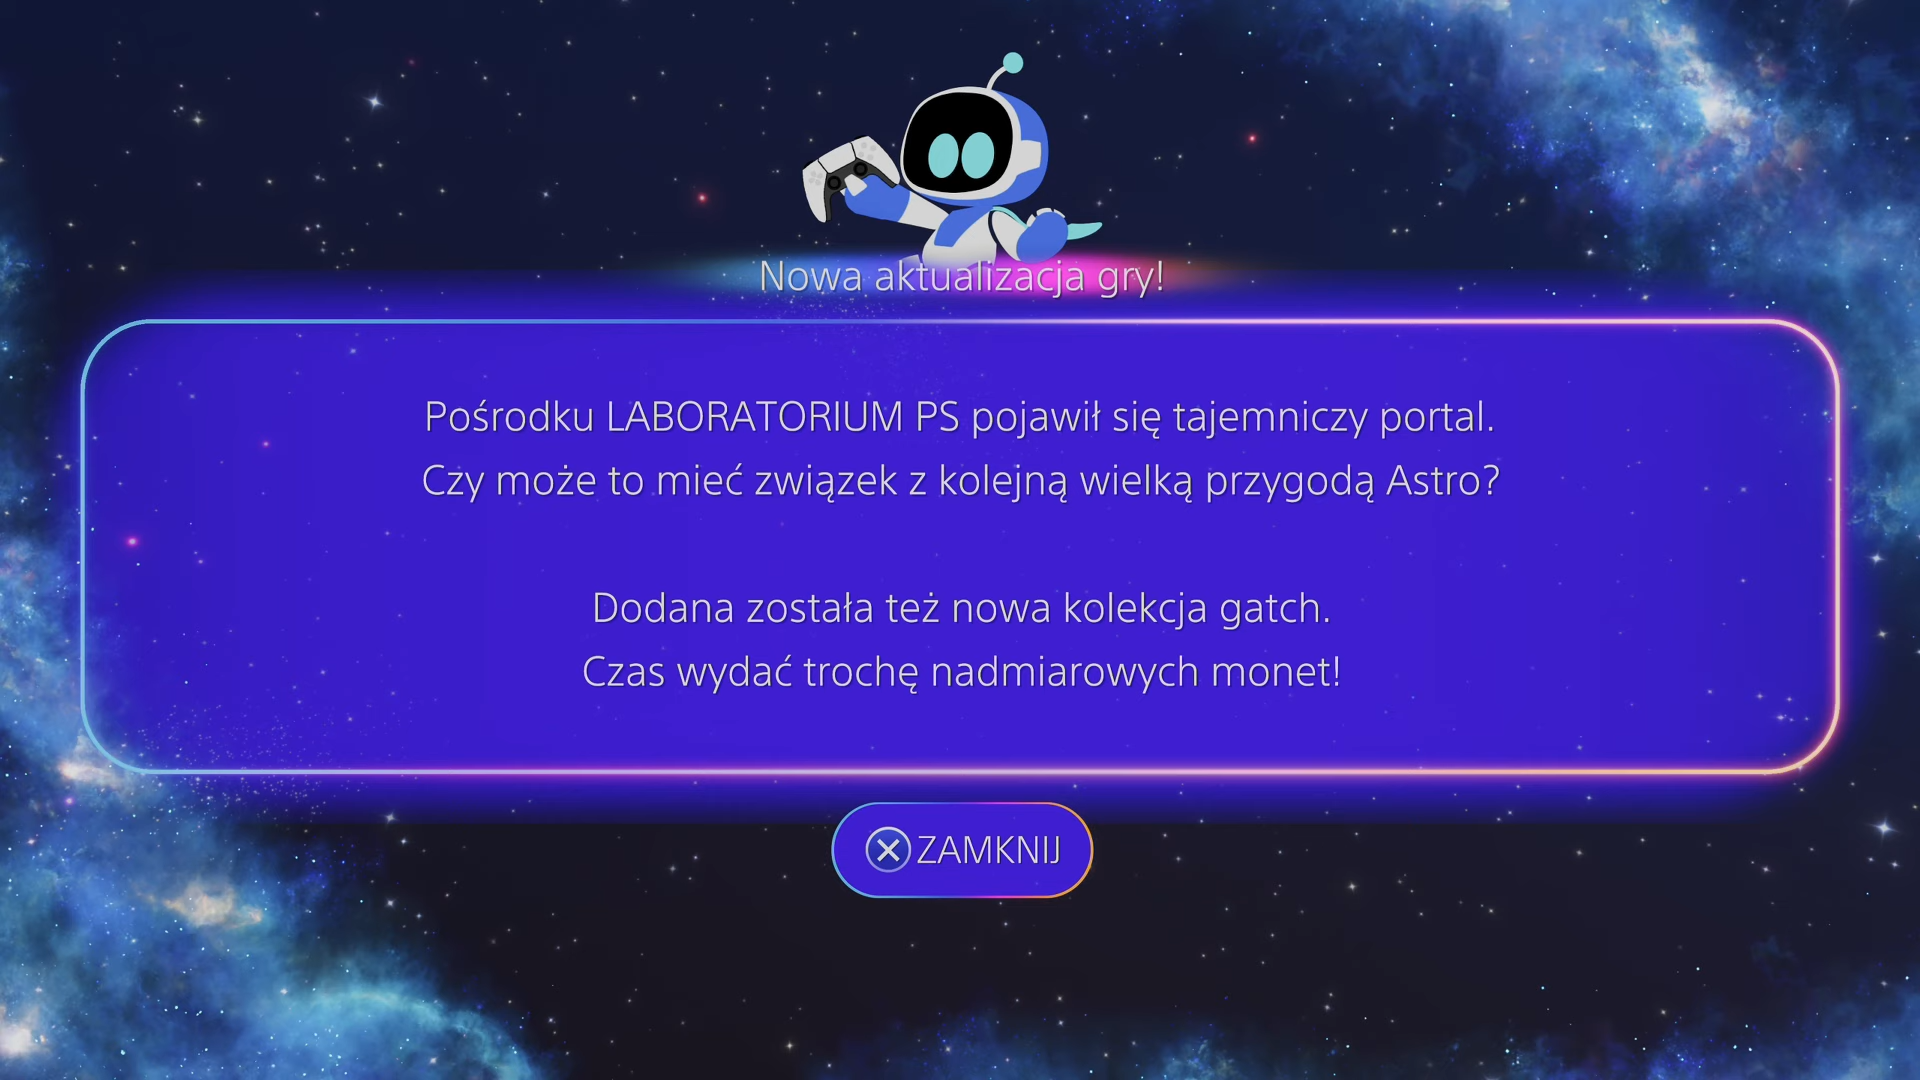 Nowa aktualizacja gry!
Pośrodku LABORATORIUM PS pojawił się tajemniczy portal.
Czy może to mieć związek z kolejną wielką przygodą Astro?
Dodana została też nowa kolekcja gatch.
Czas wydać trochę nadmiarowych monet!
ZAMKNIJ